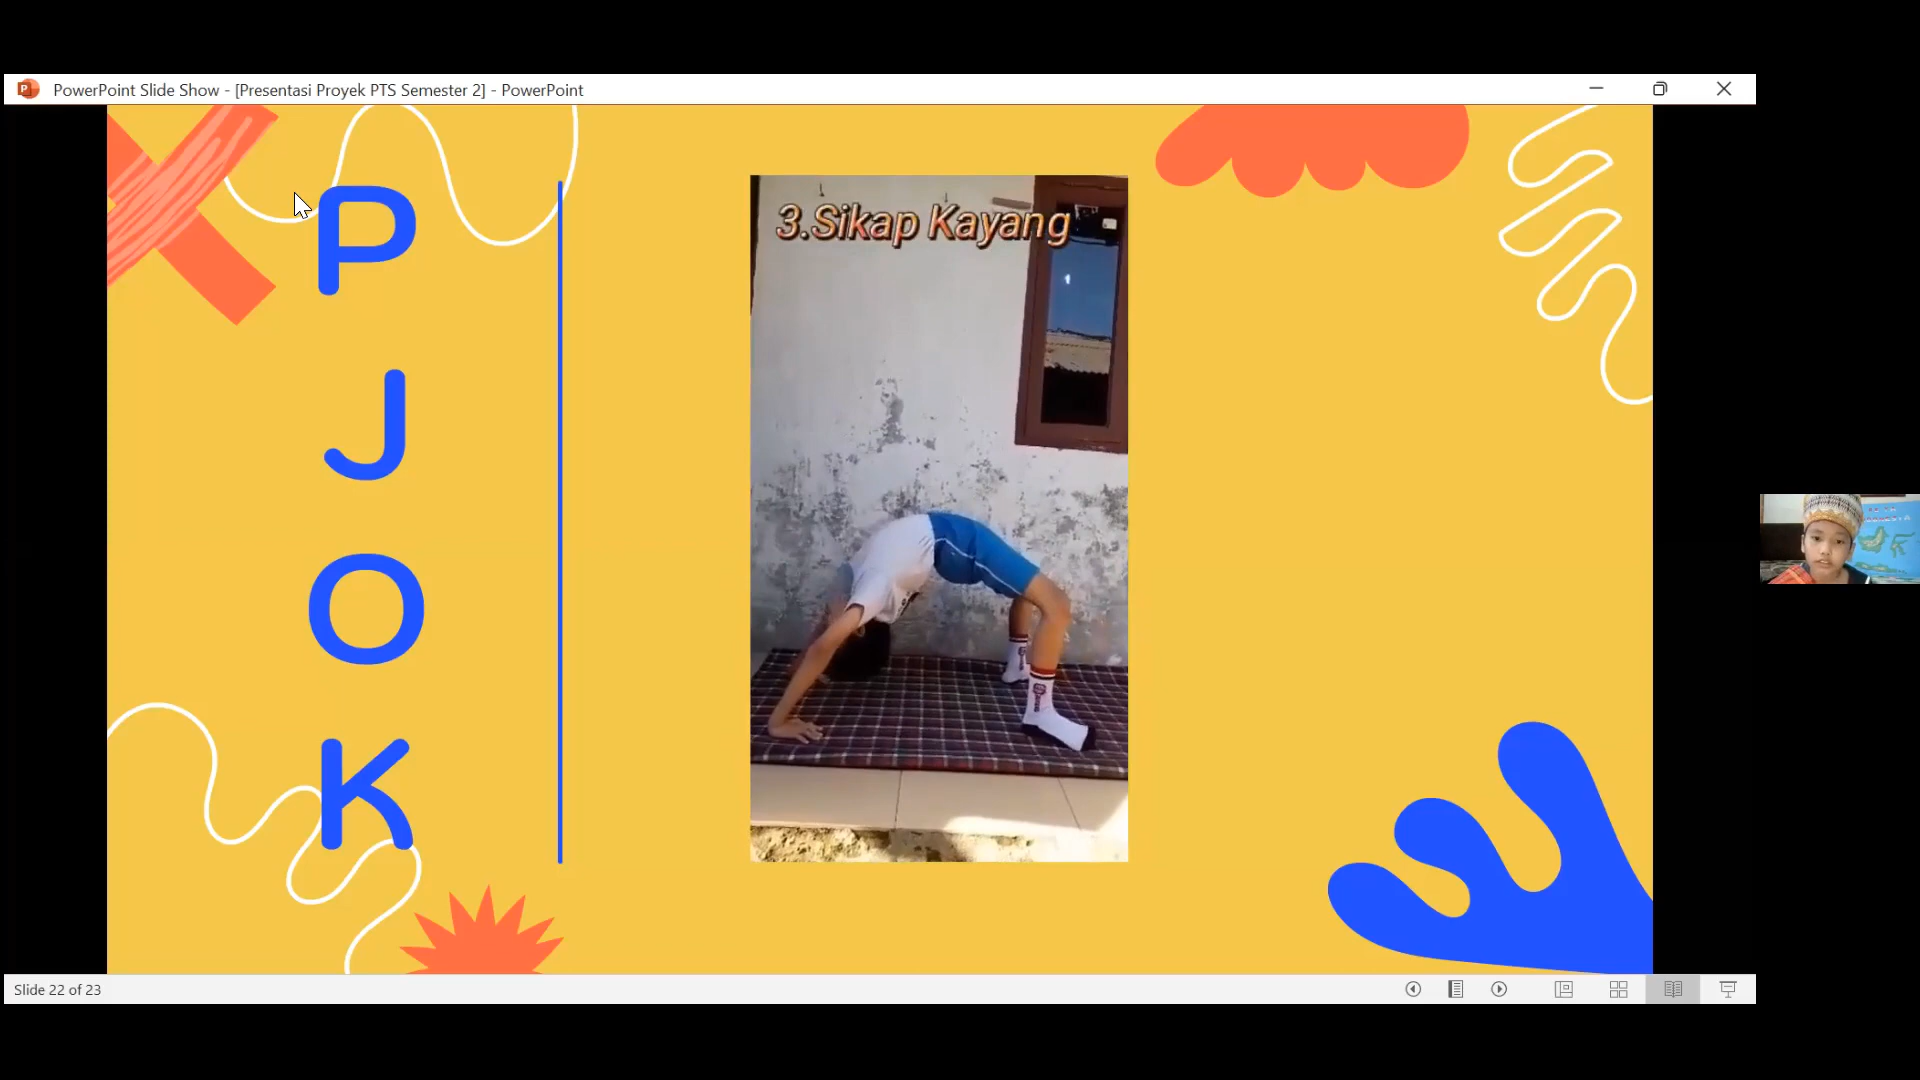 PowerPoint Slide Show - [Presentasi Proyek PTS Semester 2] - PowerPoint
P
J
O
K
3.Sikap Kayang
Slide 22 of 23